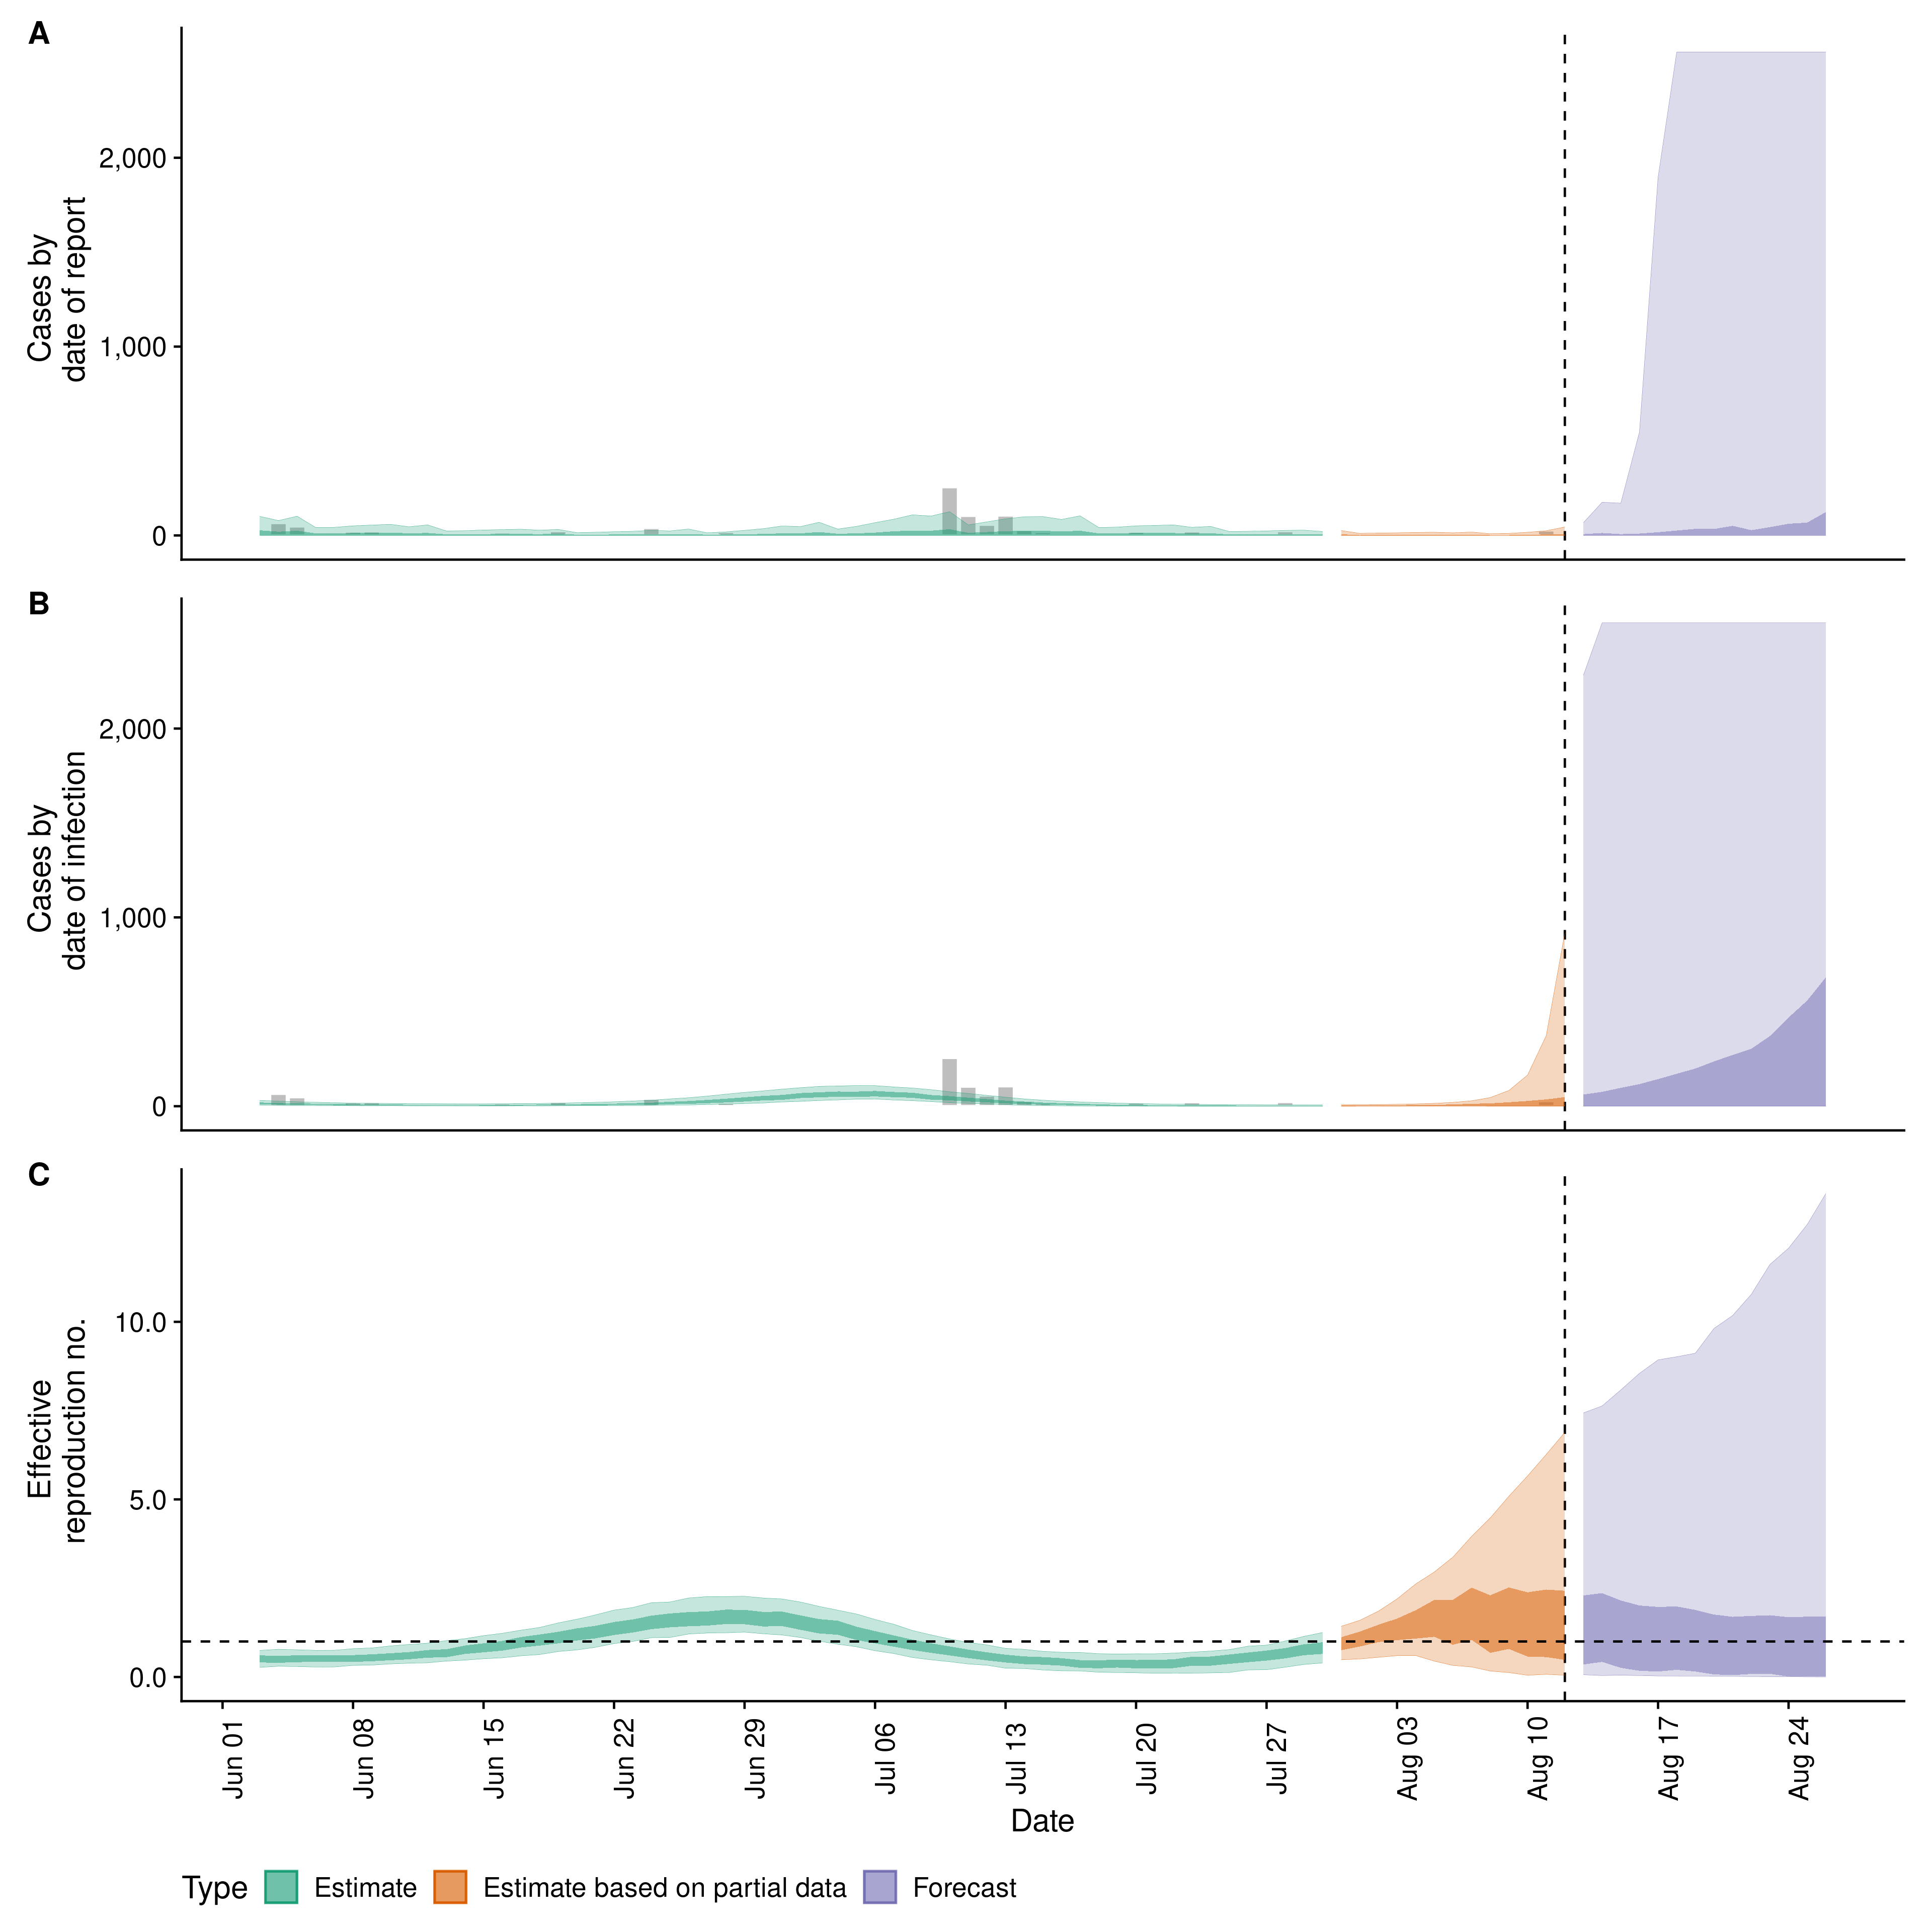 A
Cases by
date of report
2,000
1,000
0
B
Cases by
date of infection
2,000
1,000
0
C
Effective
reproduction no.
10.0
5.0
0.0
Jun 01
Jun 08
Jun 15
Jun 22
Jun 29
Jul 06
Jul 13
Jul 20
Jul 27
Aug 03
Aug 10
Aug 17
Aug 24
Date
Type Estimate Estimate based on partial data Forecast